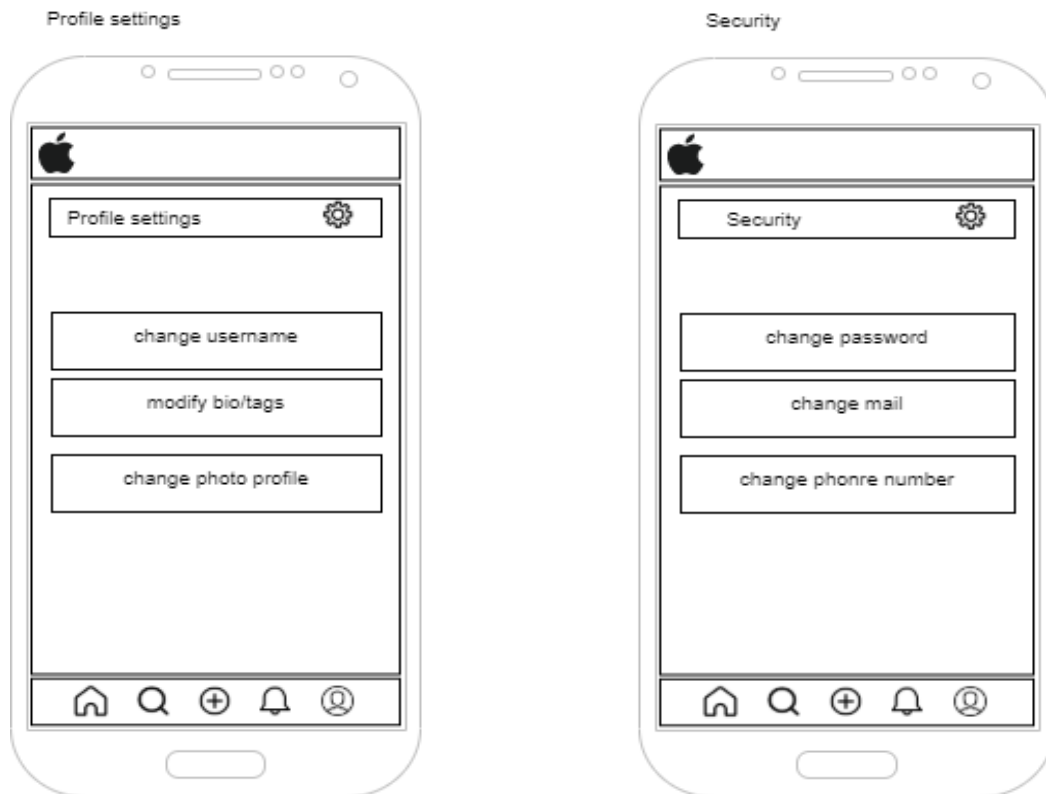 Profile settings
Security
Profile settings
change username
modify bio/tags
change photo profile
Security
change password
change mail
change phonre number